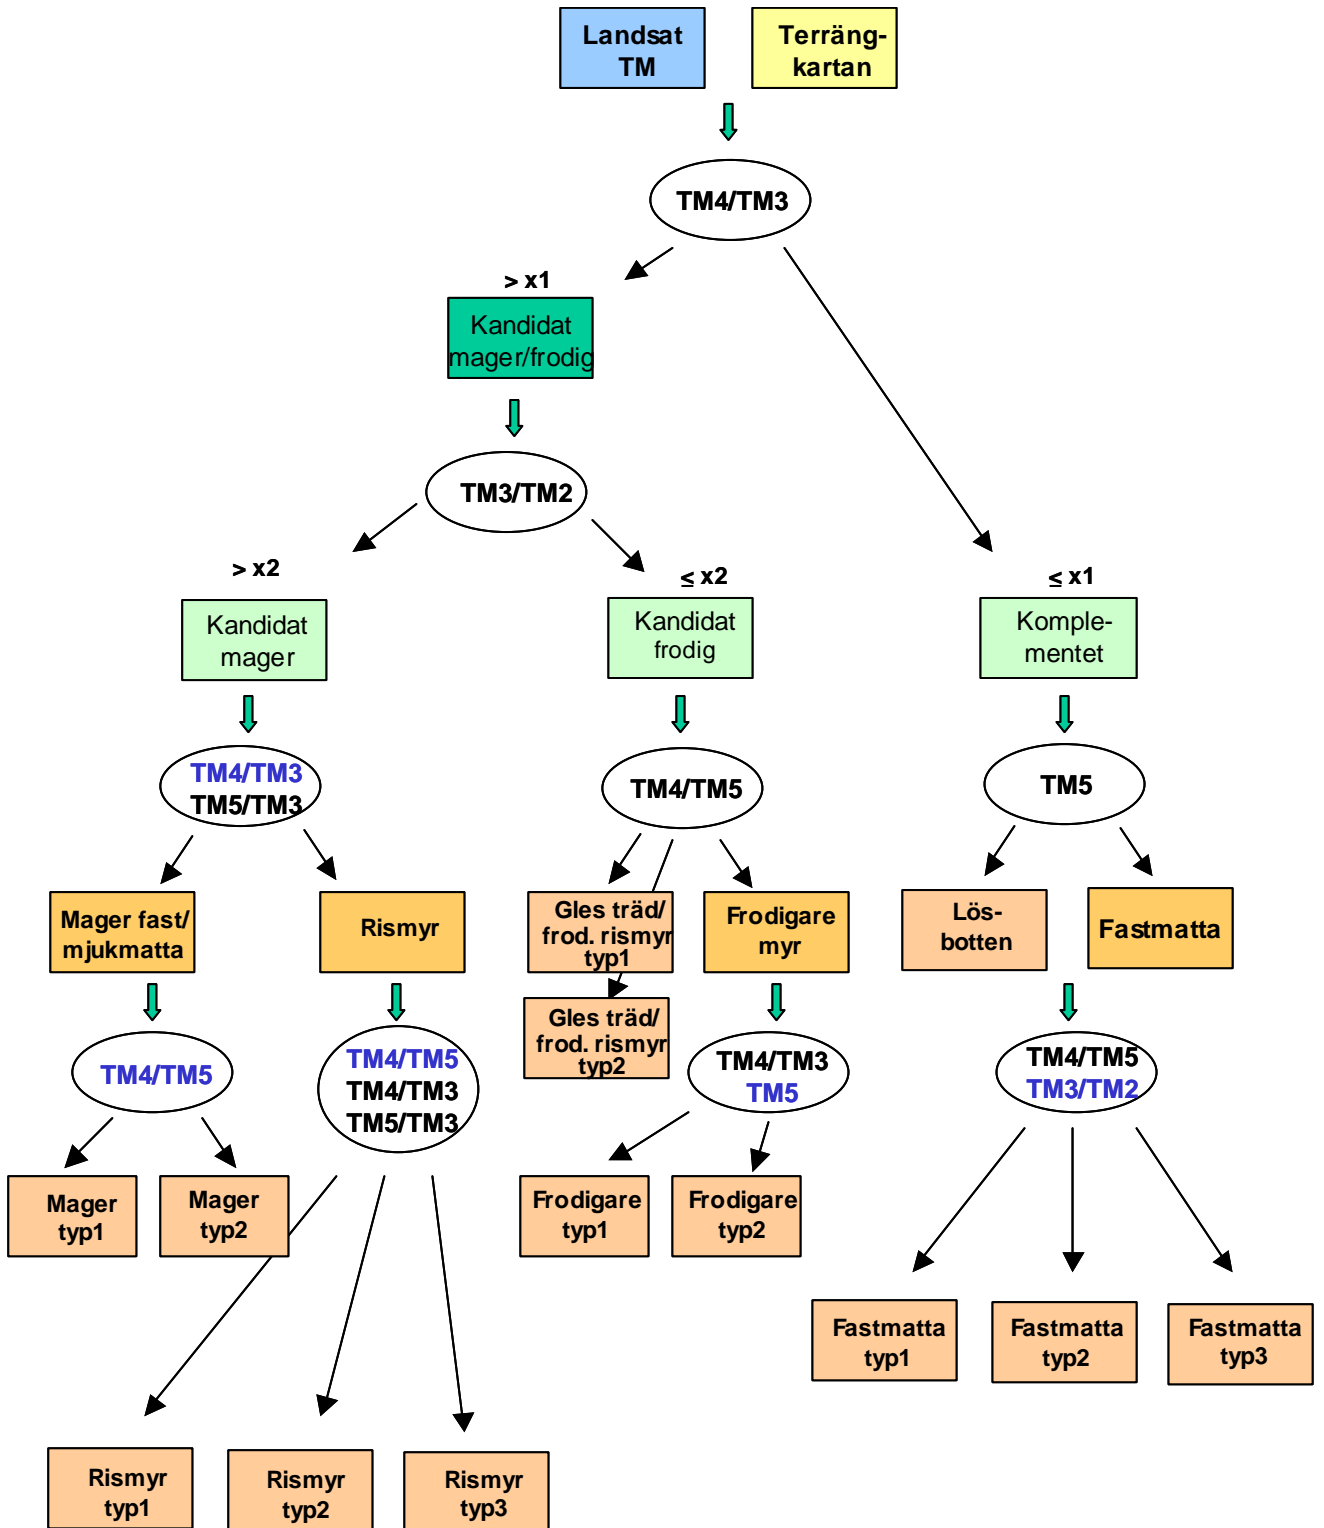 Landsat
TM
Terräng-
kartan
TM4/TM3
> x1
Kandidat
mager/frodig
TM3/TM2
> x2
Kandidat
mager
≤ x2
Kandidat
frodig
≤ x1
Komple-
mentet
TM4/TM3
TM5/TM3
TM4/TM5
TM5
Mager fast/
mjukmatta
Rismyr
Gles träd/
frod. rismyr
typ1
Frodigare
myr
Lös-
botten
Fastmatta
Gles träd/
frod. rismyr
typ2
TM4/TM5
TM4/TM5
TM4/TM3
TM5/TM3
TM4/TM3
TM5
TM4/TM5
TM3/TM2
Mager
typ1
Mager
typ2
Frodigare
typ1
Frodigare
typ2
Fastmatta
typ1
Fastmatta
typ2
Fastmatta
typ3
Rismyr
typ1
Rismyr
typ2
Rismyr
typ3